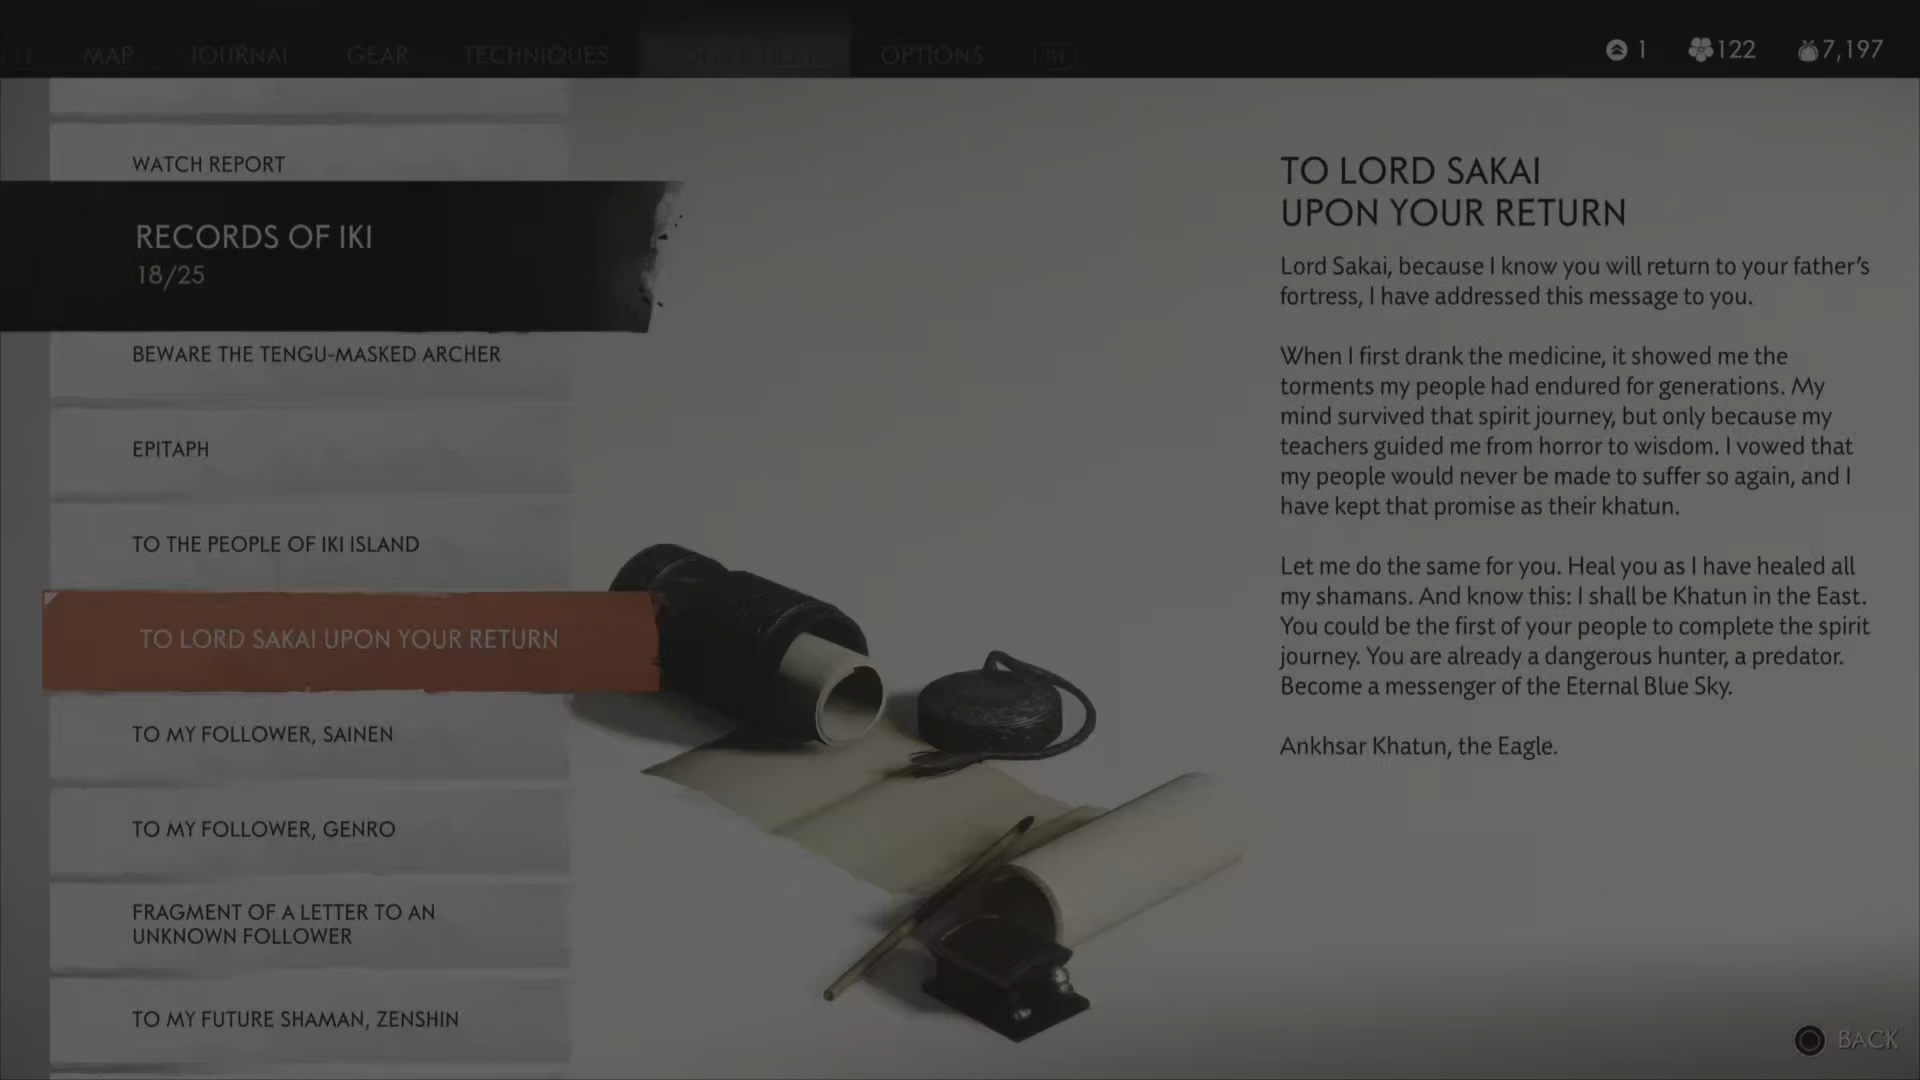 MAP JOURNAL GEAR TECHNIQUES OPTIONS R1 1 122 7,197
WATCH REPORT
RECORDS OF IKI
18/25
BEWARE THE TENGU-MASKED ARCHER
EPITAPH
TO THE PEOPLE OF IKI ISLAND
TO LORD SAKAI UPON YOUR RETURN
TO MY FOLLOWER, SAINEN
TO MY FOLLOWER, GENRO
FRAGMENT OF A LETTER TO AN
UNKNOWN FOLLOWER
TO MY FUTURE SHAMAN, ZENSHIN
TO LORD SAKAI
UPON YOUR RETURN
Lord Sakai, because I know you will return to your father's
fortress, I have addressed this message to you.
When I first drank the medicine, it showed me the
torments my people had endured for generations. My
mind survived that spirit journey, but only because my
teachers guided me from horror to wisdom. I vowed that
my people would never be made to suffer so again, and I
have kept that promise as their khatun.
Let me do the same for you. Heal you as I have healed all
my shamans. And know this: I shall be Khatun in the East.
You could be the first of your people to complete the spirit
journey. You are already a dangerous hunter, a predator.
Become a messenger of the Eternal Blue Sky.
Ankhsar Khatun, the Eagle.
BACK